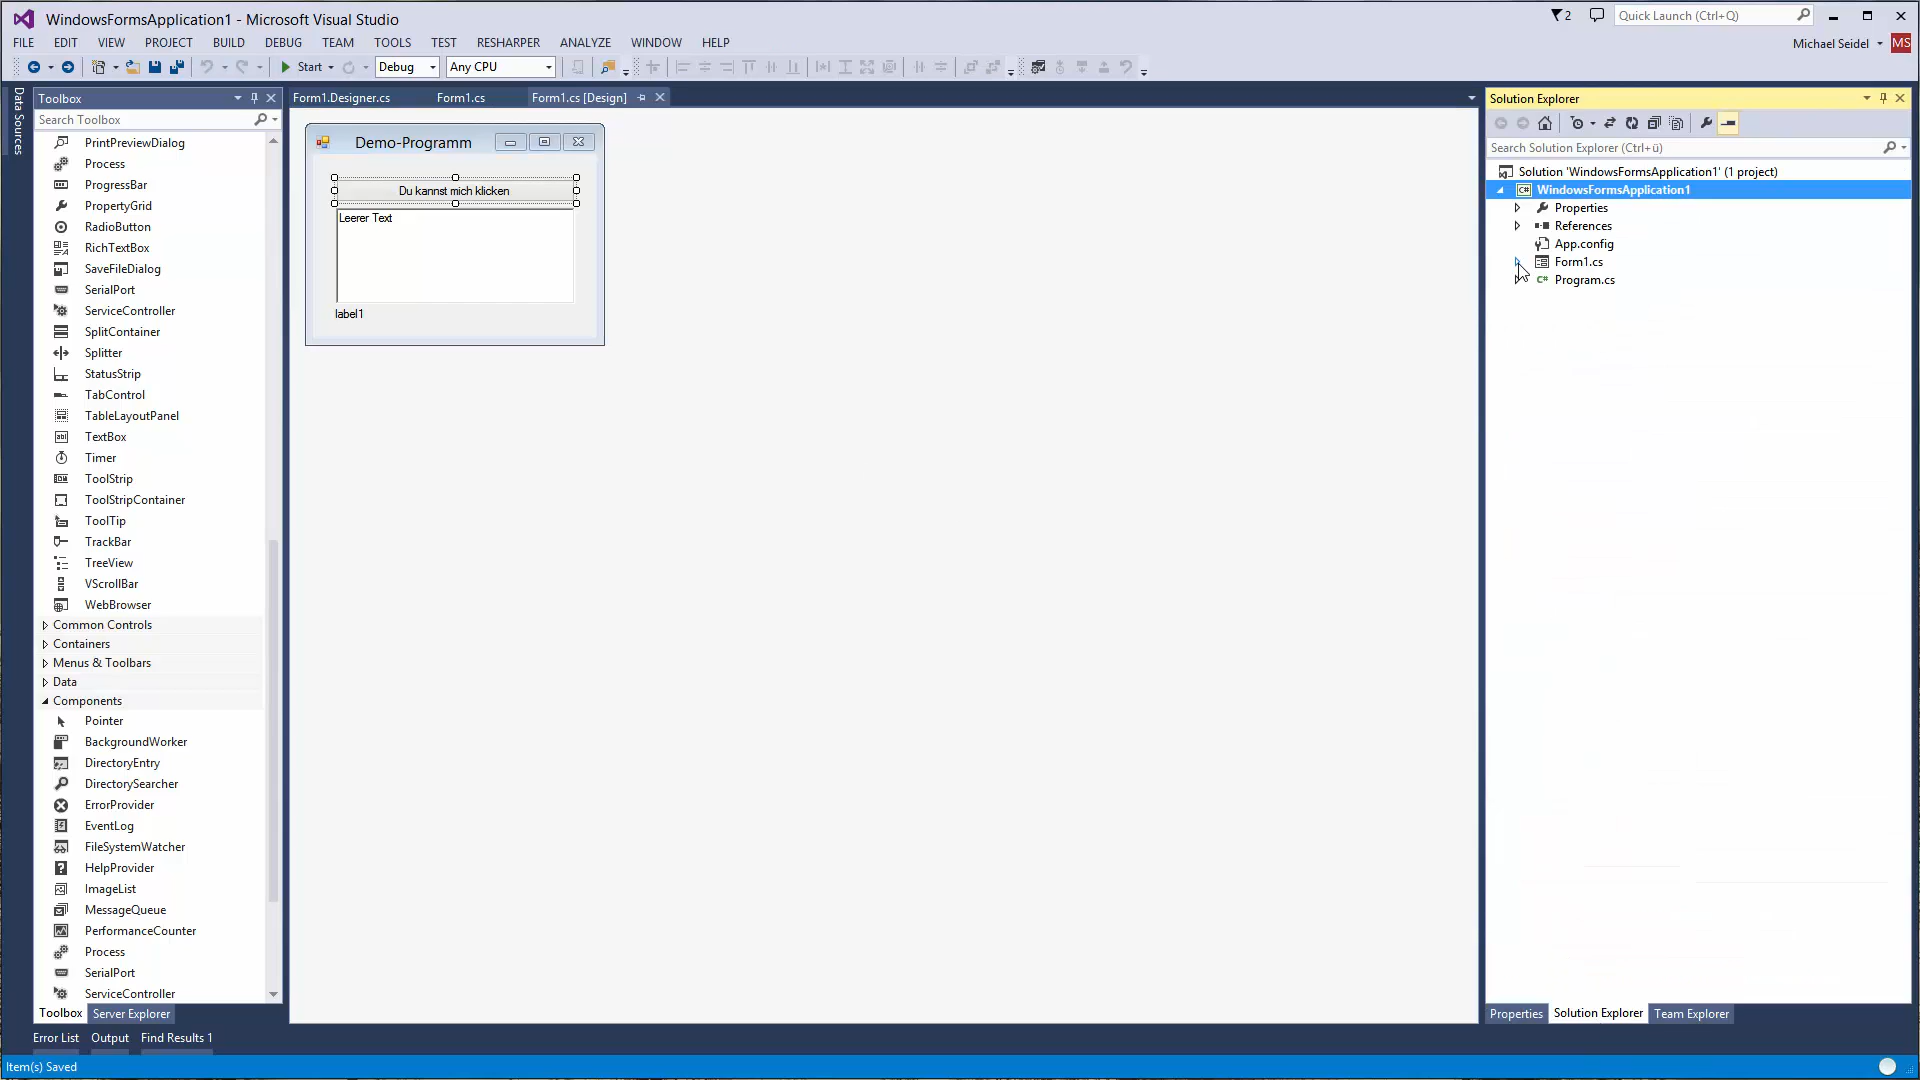 WindowsFormsApplication1 - Microsoft Visual Studio
2
Quick Launch (Ctrl+Q)
FILE EDIT VIEW PROJECT BUILD DEBUG TEAM TOOLS TEST RESHARPER ANALYZE WINDOW HELP
Michael Seidel MS
Start Debug Any CPU
Data Sources
Toolbox
Search Toolbox
PrintPreviewDialog
Process
ProgressBar
PropertyGrid
RadioButton
RichTextBox
SaveFileDialog
SerialPort
ServiceController
SplitContainer
Splitter
StatusStrip
TabControl
TableLayoutPanel
TextBox
Timer
ToolStrip
ToolStripContainer
ToolTip
TrackBar
TreeView
VScrollBar
WebBrowser
Common Controls
Containers
Menus & Toolbars
Data
Components
Pointer
BackgroundWorker
DirectoryEntry
DirectorySearcher
ErrorProvider
EventLog
FileSystemWatcher
HelpProvider
ImageList
MessageQueue
PerformanceCounter
Process
SerialPort
ServiceController
Toolbox Server Explorer
Form1.Designer.cs Form1.cs Form1.cs [Design]
Demo-Programm
Du kannst mich klicken
Leerer Text
label1
Solution Explorer
Search Solution Explorer (Ctrl+ü)
Solution 'WindowsFormsApplication1' (1 project)
C# WindowsFormsApplication1
Properties
References
App.config
Form1.cs
C# Program.cs
Properties Solution Explorer Team Explorer
Error List Output Find Results 1
Item(s) Saved